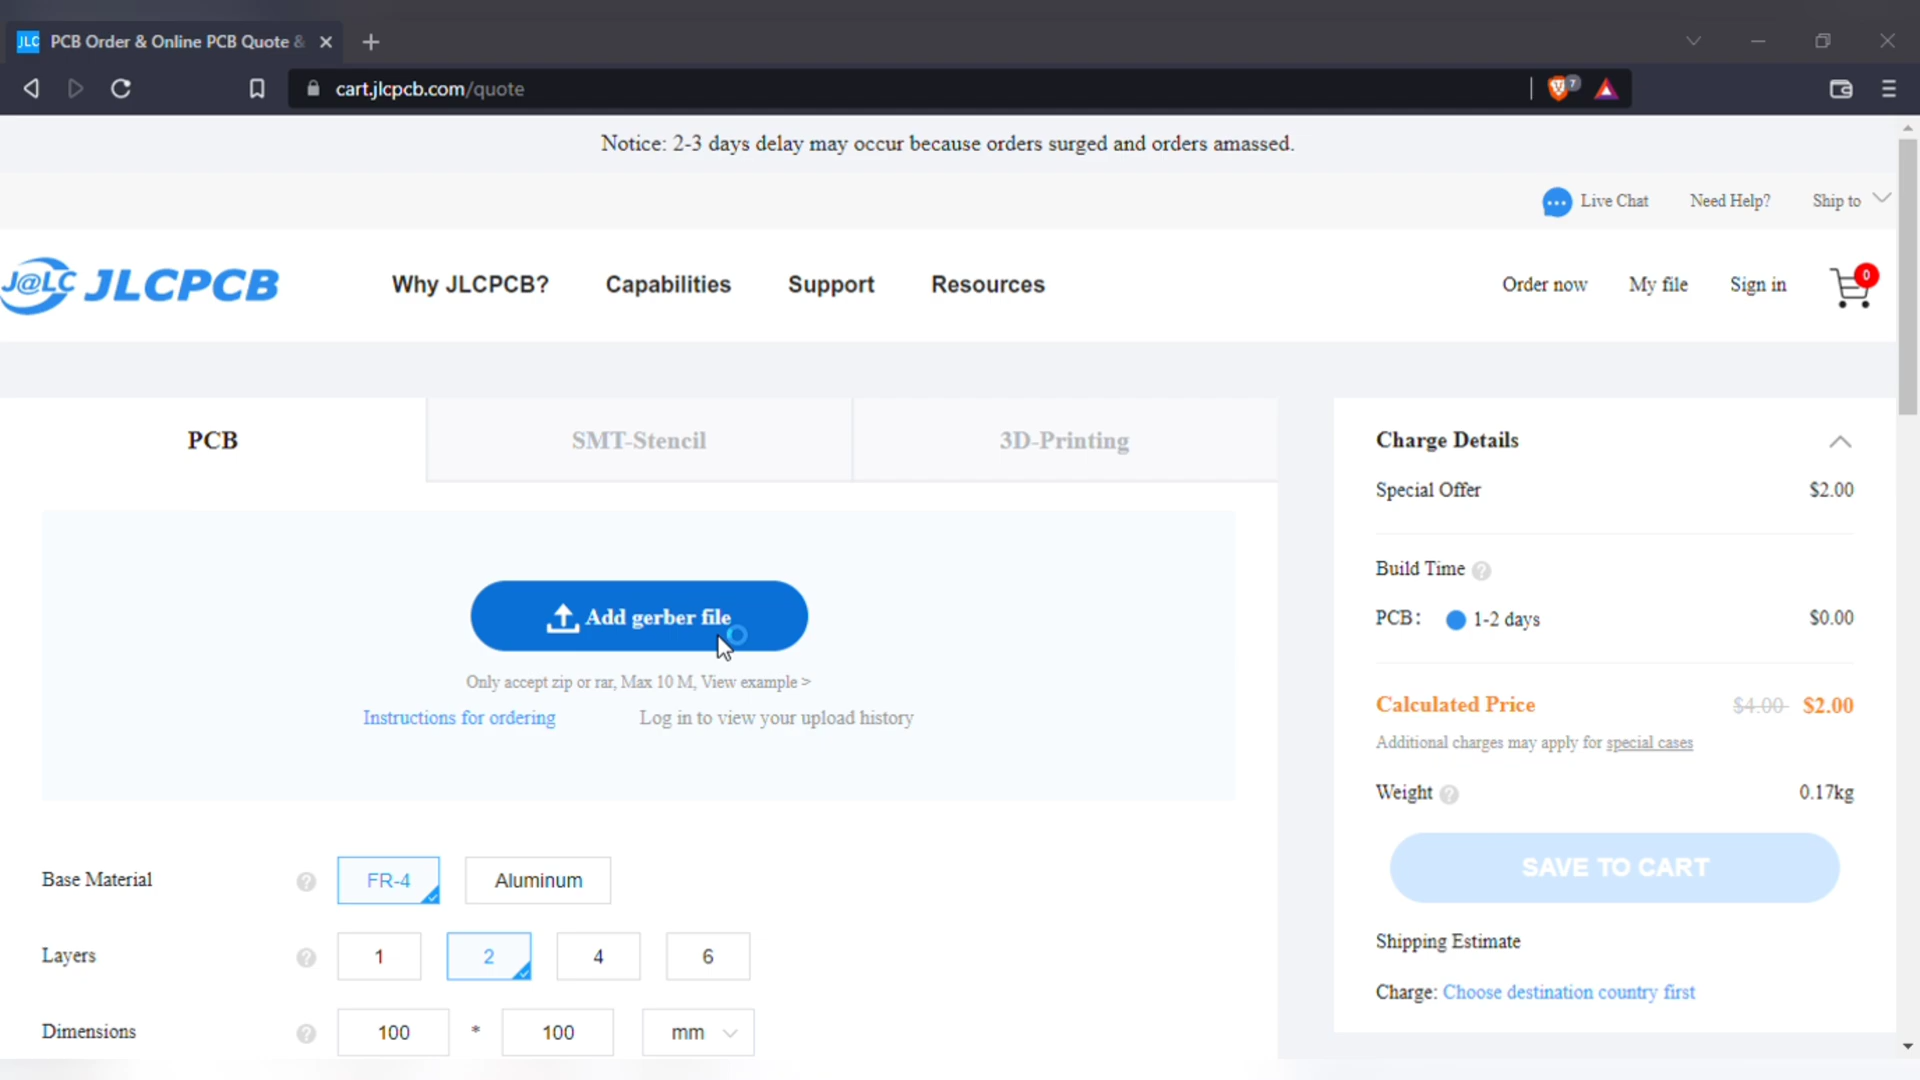 JLC PCB Order & Online PCB Quote &
cart.jlcpcb.com/quote
7
Notice: 2-3 days delay may occur because orders surged and orders amassed.
Live Chat Need Help? Ship to
J@LC JLCPCB Why JLCPCB? Capabilities Support Resources Order now My file Sign in 0
PCB SMT-Stencil 3D-Printing
Add gerber file
Only accept zip or rar, Max 10 M, View example >
Instructions for ordering Log in to view your upload history
Base Material ? FR-4 Aluminum
Layers ? 1 2 4 6
Dimensions ? 100 * 100 mm
Charge Details
Special Offer $2.00
Build Time ?
PCB: 1-2 days $0.00
Calculated Price $4.00 $2.00
Additional charges may apply for special cases
Weight ? 0.17kg
SAVE TO CART
Shipping Estimate
Charge: Choose destination country first